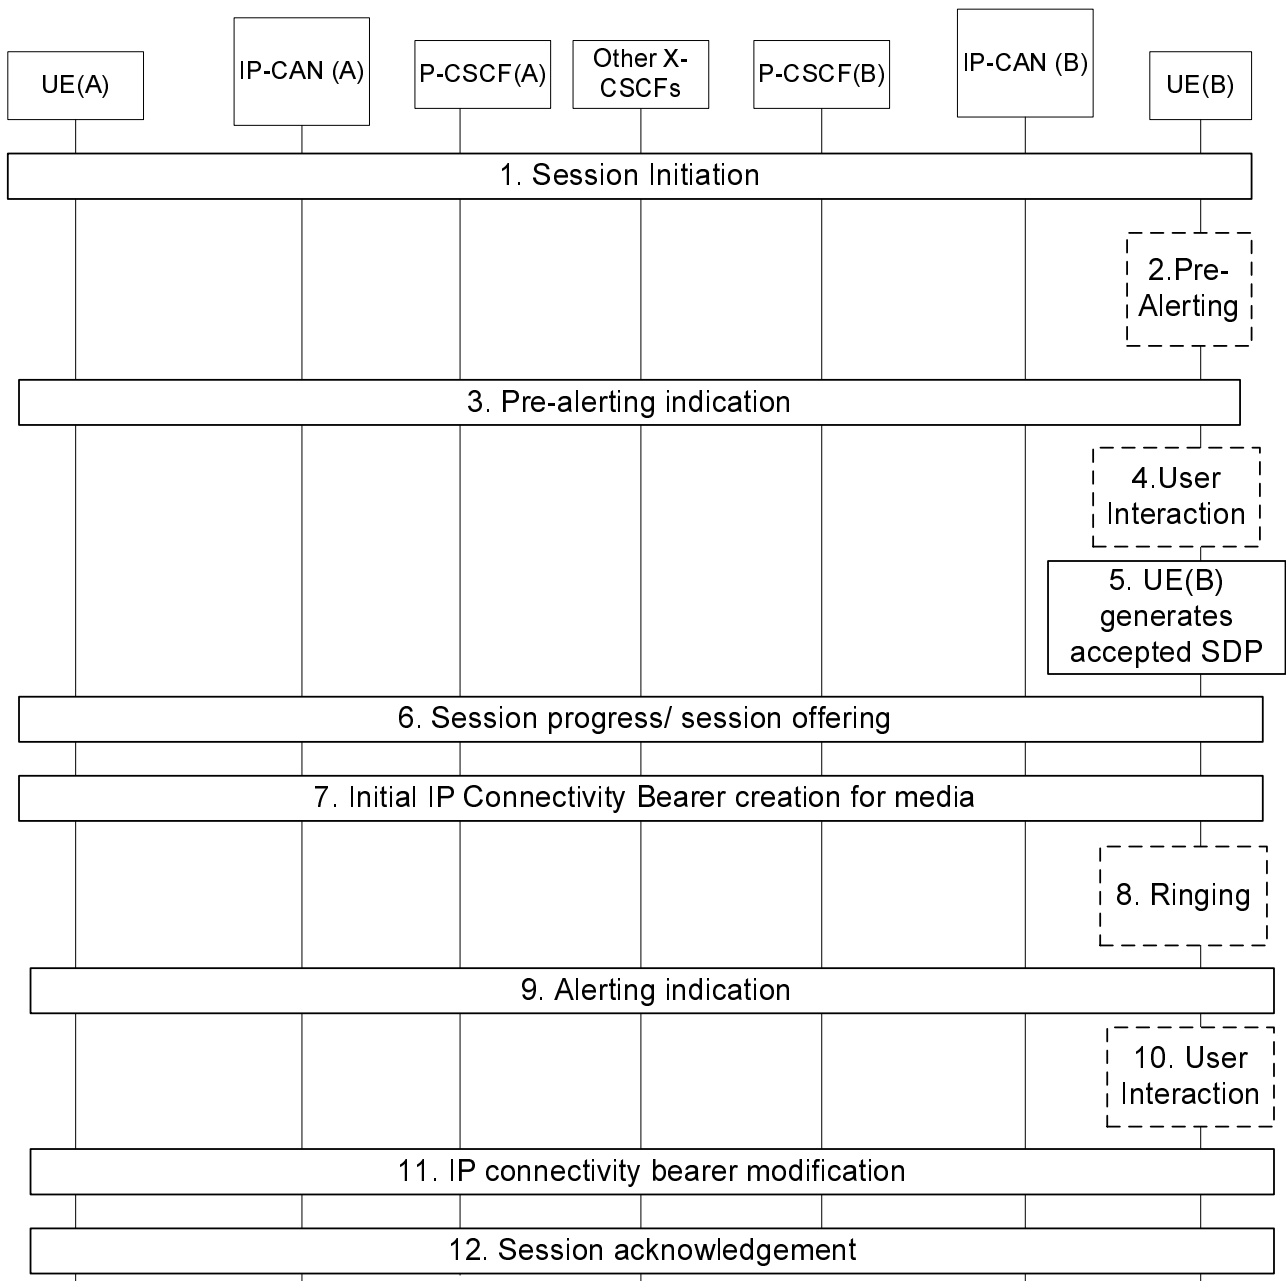 UE(A)
IP-CAN (A)
P-CSCF(A)
Other X-
CSCFs
P-CSCF(B)
IP-CAN (B)
UE(B)
1. Session Initiation
2.Pre-
Alerting
3. Pre-alerting indication
4.User
Interaction
5. UE(B)
generates
accepted SDP
6. Session progress/ session offering
7. Initial IP Connectivity Bearer creation for media
8. Ringing
9. Alerting indication
10. User
Interaction
11. IP connectivity bearer modification
12. Session acknowledgement